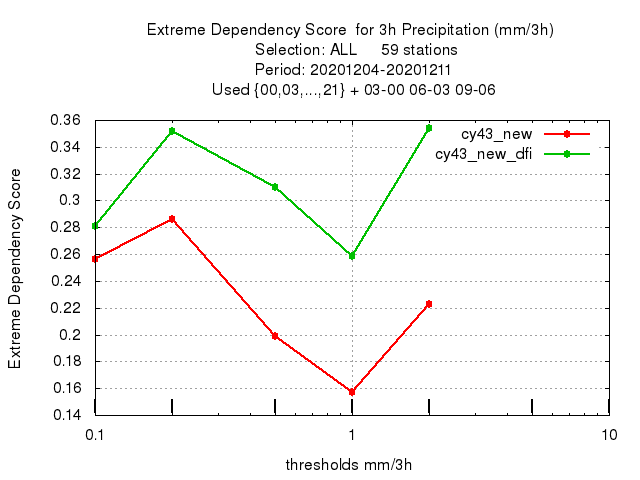 Extreme Dependency Score  for 3h Precipitation (mm/3h)
Selection: ALL     59 stations
Period: 20201204-20201211
Used {00,03,...,21} + 03-00 06-03 09-06
cy43_new
cy43_new_dfi
Extreme Dependency Score
0.36
0.34
0.32
0.3
0.28
0.26
0.24
0.22
0.2
0.18
0.16
0.14
0.1
1
10
thresholds mm/3h